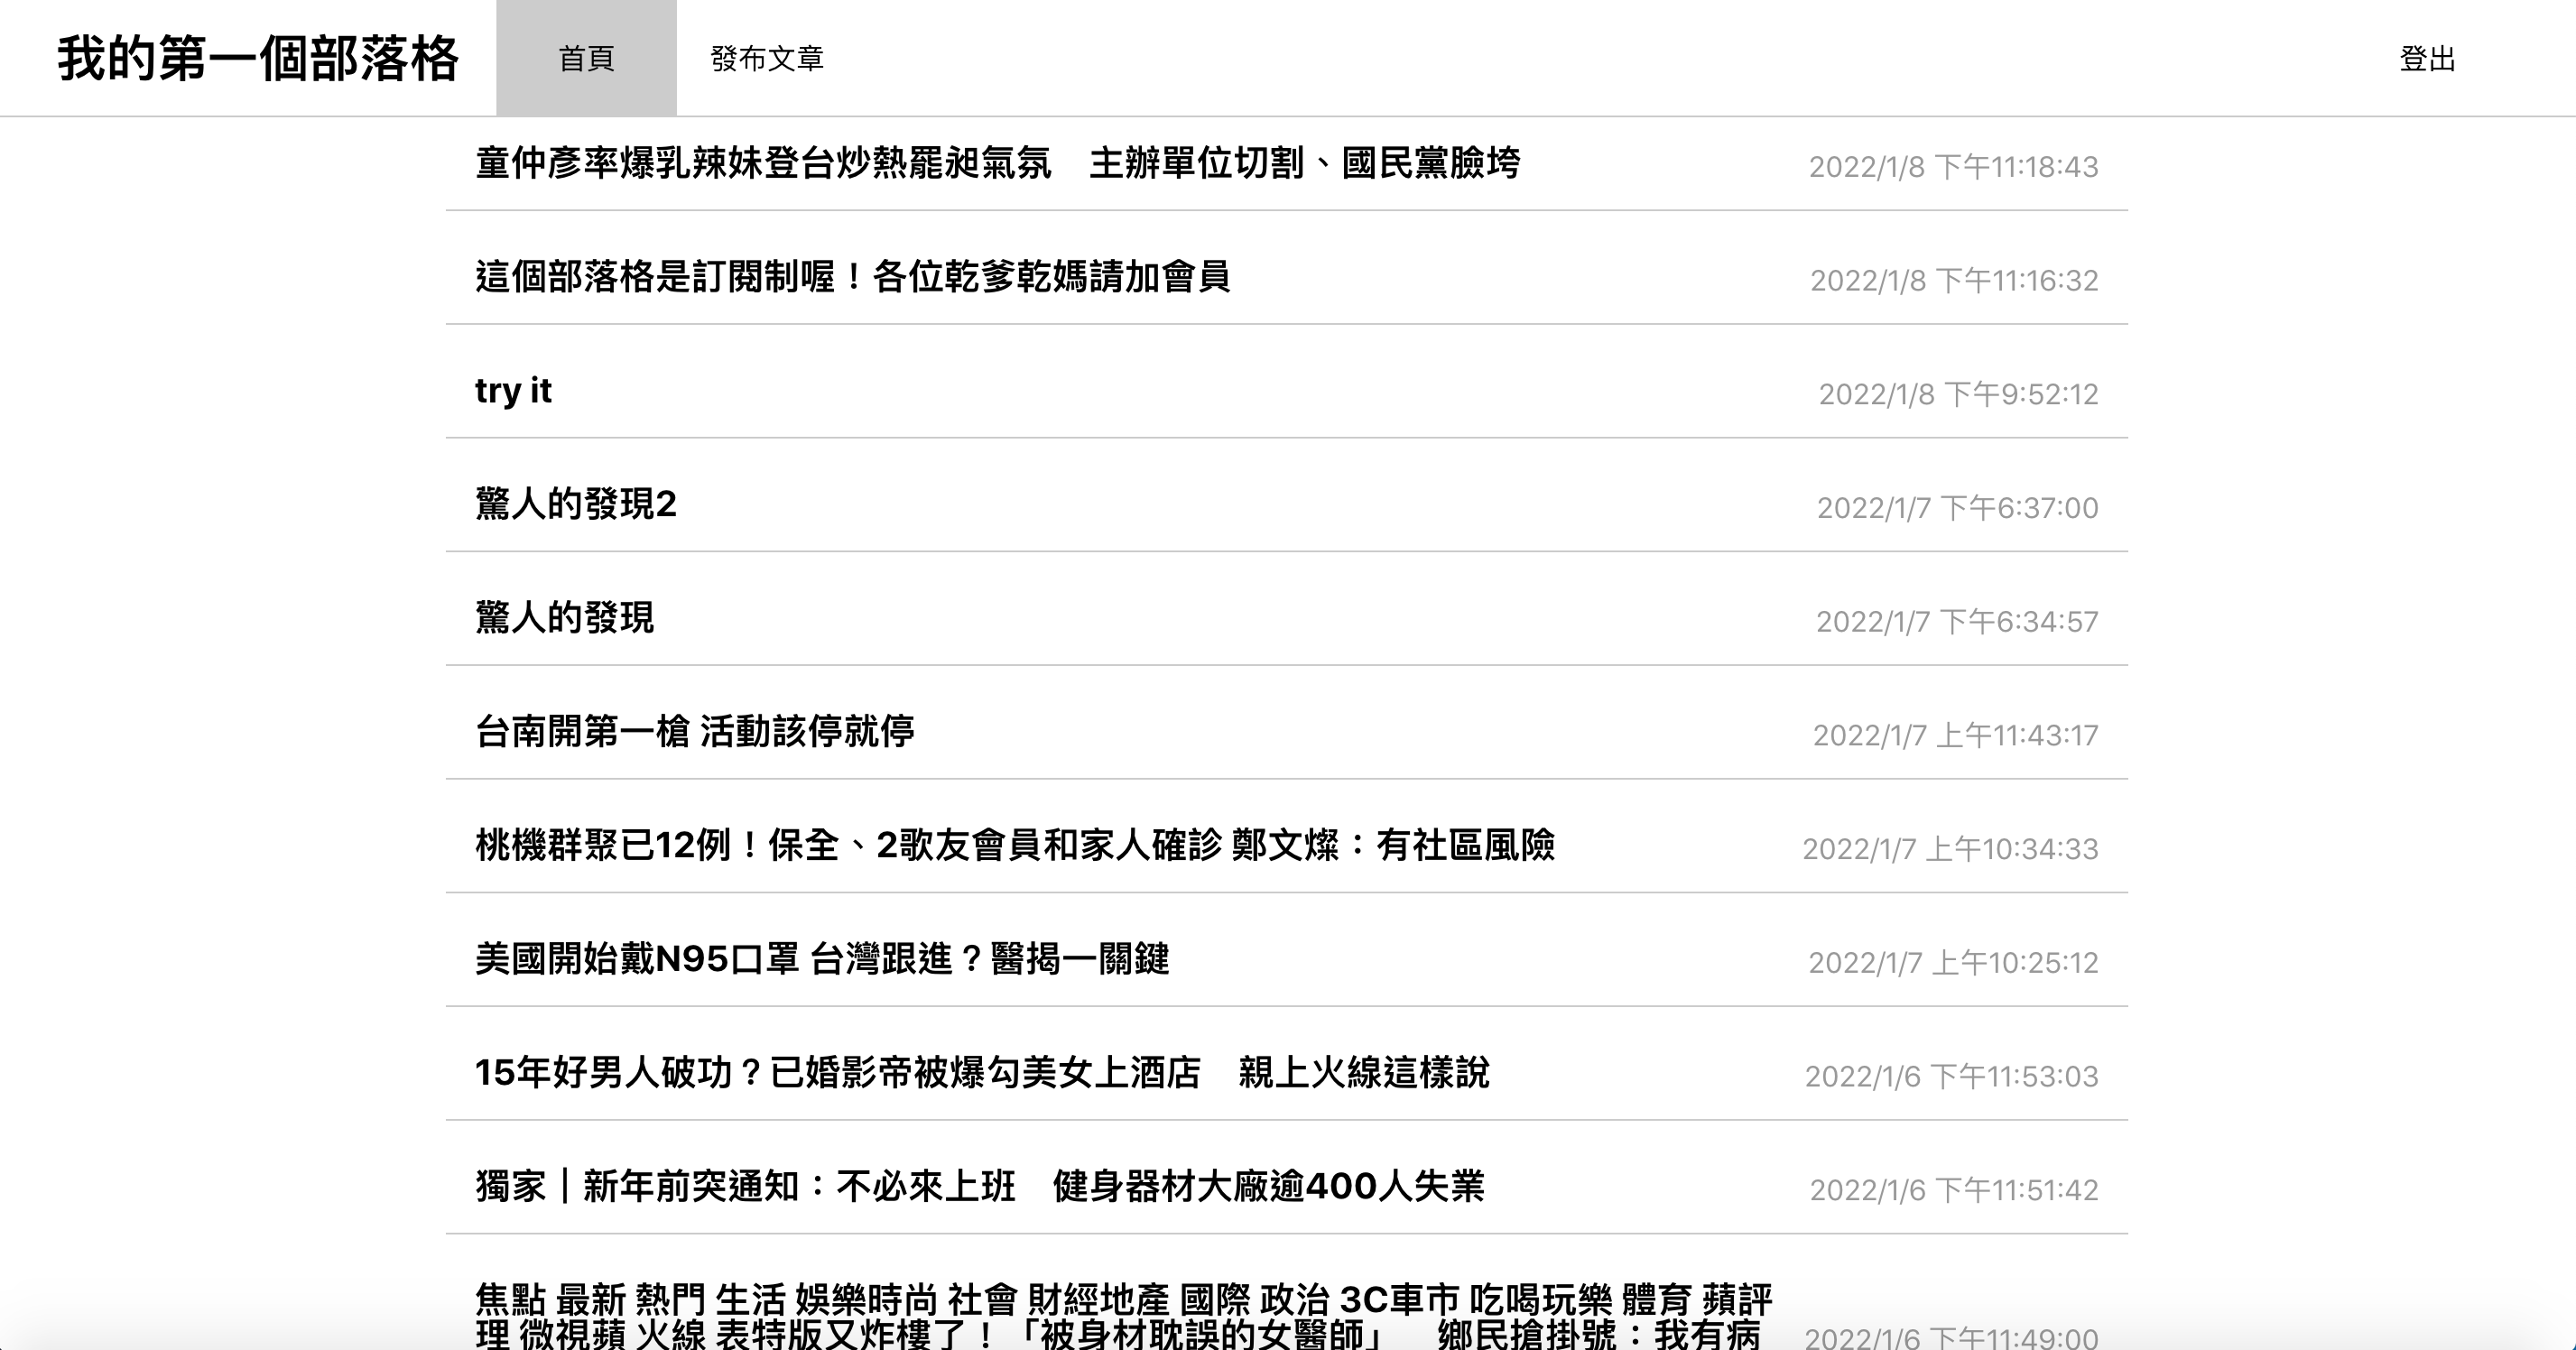 我的第一個部落格 首頁 發布文章 登出
童仲彥率爆乳辣妹登台炒熱罷昶氣氛　主辦單位切割、國民黨臉垮 2022/1/8 下午11:18:43
這個部落格是訂閱制喔！各位乾爹乾媽請加會員 2022/1/8 下午11:16:32
try it 2022/1/8 下午9:52:12
驚人的發現2 2022/1/7 下午6:37:00
驚人的發現 2022/1/7 下午6:34:57
台南開第一槍 活動該停就停 2022/1/7 上午11:43:17
桃機群聚已12例！保全、2歌友會員和家人確診 鄭文燦：有社區風險 2022/1/7 上午10:34:33
美國開始戴N95口罩 台灣跟進？醫揭一關鍵 2022/1/7 上午10:25:12
15年好男人破功？已婚影帝被爆勾美女上酒店　親上火線這樣說 2022/1/6 下午11:53:03
獨家｜新年前突通知：不必來上班　健身器材大廠逾400人失業 2022/1/6 下午11:51:42
焦點 最新 熱門 生活 娛樂時尚 社會 財經地產 國際 政治 3C車市 吃喝玩樂 體育 蘋評
理 微視蘋 火線 表特版又炸樓了！「被身材耽誤的女醫師」　鄉民搶掛號：我有病 2022/1/6 下午11:49:00